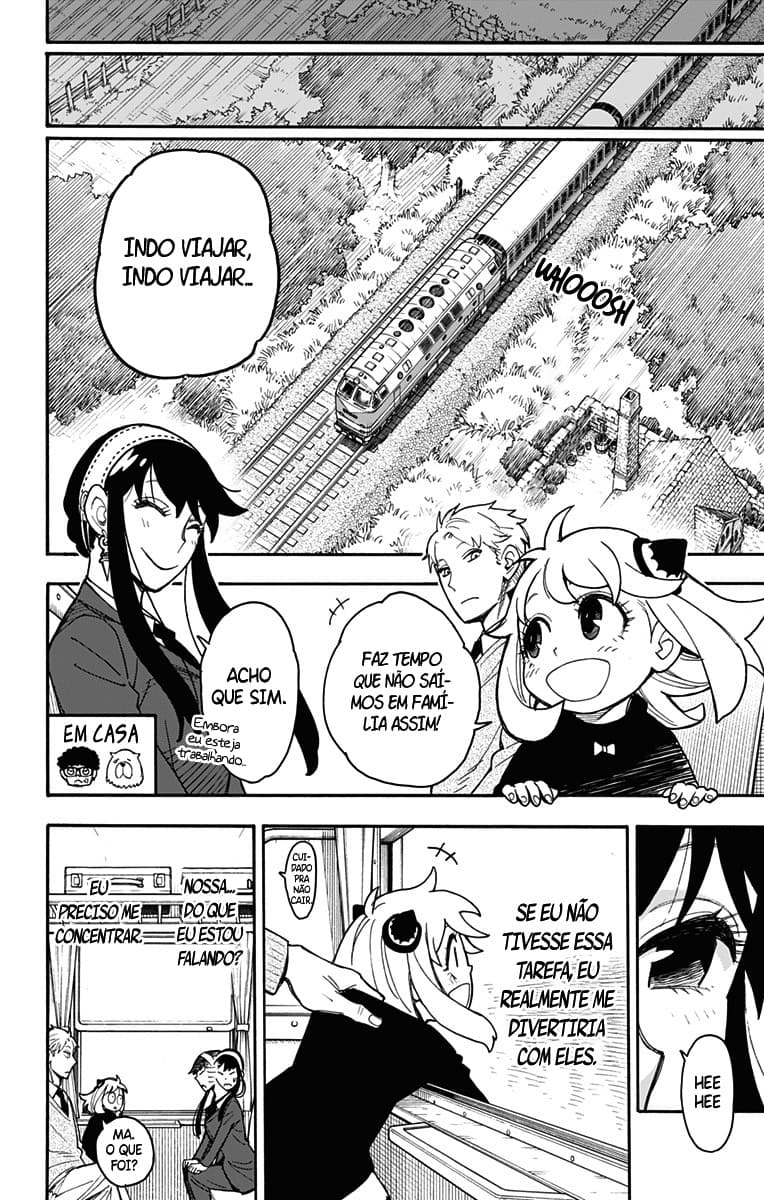 INDO VIAJAR,
INDO VIAJAR...
WHOOOSH
FAZ TEMPO
QUE NÃO SAÍ-
MOS EM FAMÍ-
LIA ASSIM!
ACHO
QUE SIM.
Embora
eu esteja
trabalhando..
EM CASA
HEE
HEE
SE EU NÃO
TIVESSE ESSA
TAREFA, EU
REALMENTE ME
DIVERTIRIA
COM ELES.
CUI-
DADO
PRA
NÃO
CAIR.
NOSSA...
DO QUE
EU ESTOU
FALANDO?
EU
PRECISO ME
CONCENTRAR.
MA.
O QUE
FOI?